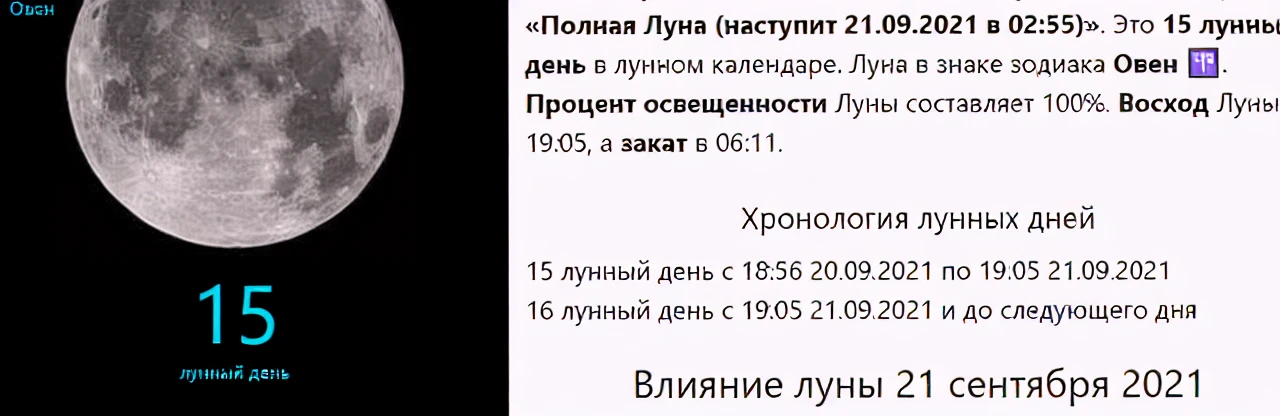 Овен
15
лунный день
«Полная Луна (наступит 21.09.2021 в 02:55)». Это 15 лунны
день в лунном календаре. Луна в знаке зодиака Овен ♈.
Процент освещенности Луны составляет 100%. Восход Луны
19:05, а закат в 06:11.
Хронология лунных дней
15 лунный день с 18:56 20.09.2021 по 19:05 21.09.2021
16 лунный день с 19:05 21.09.2021 и до следующего дня
Влияние луны 21 сентября 2021